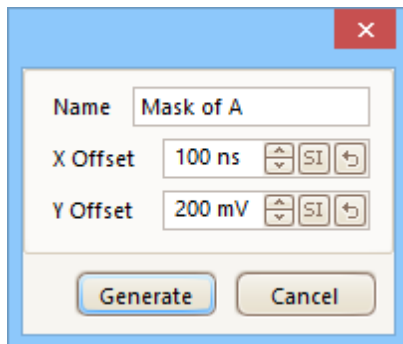 Name Mask of A
X Offset 100 ns SI
Y Offset 200 mV SI
Generate Cancel